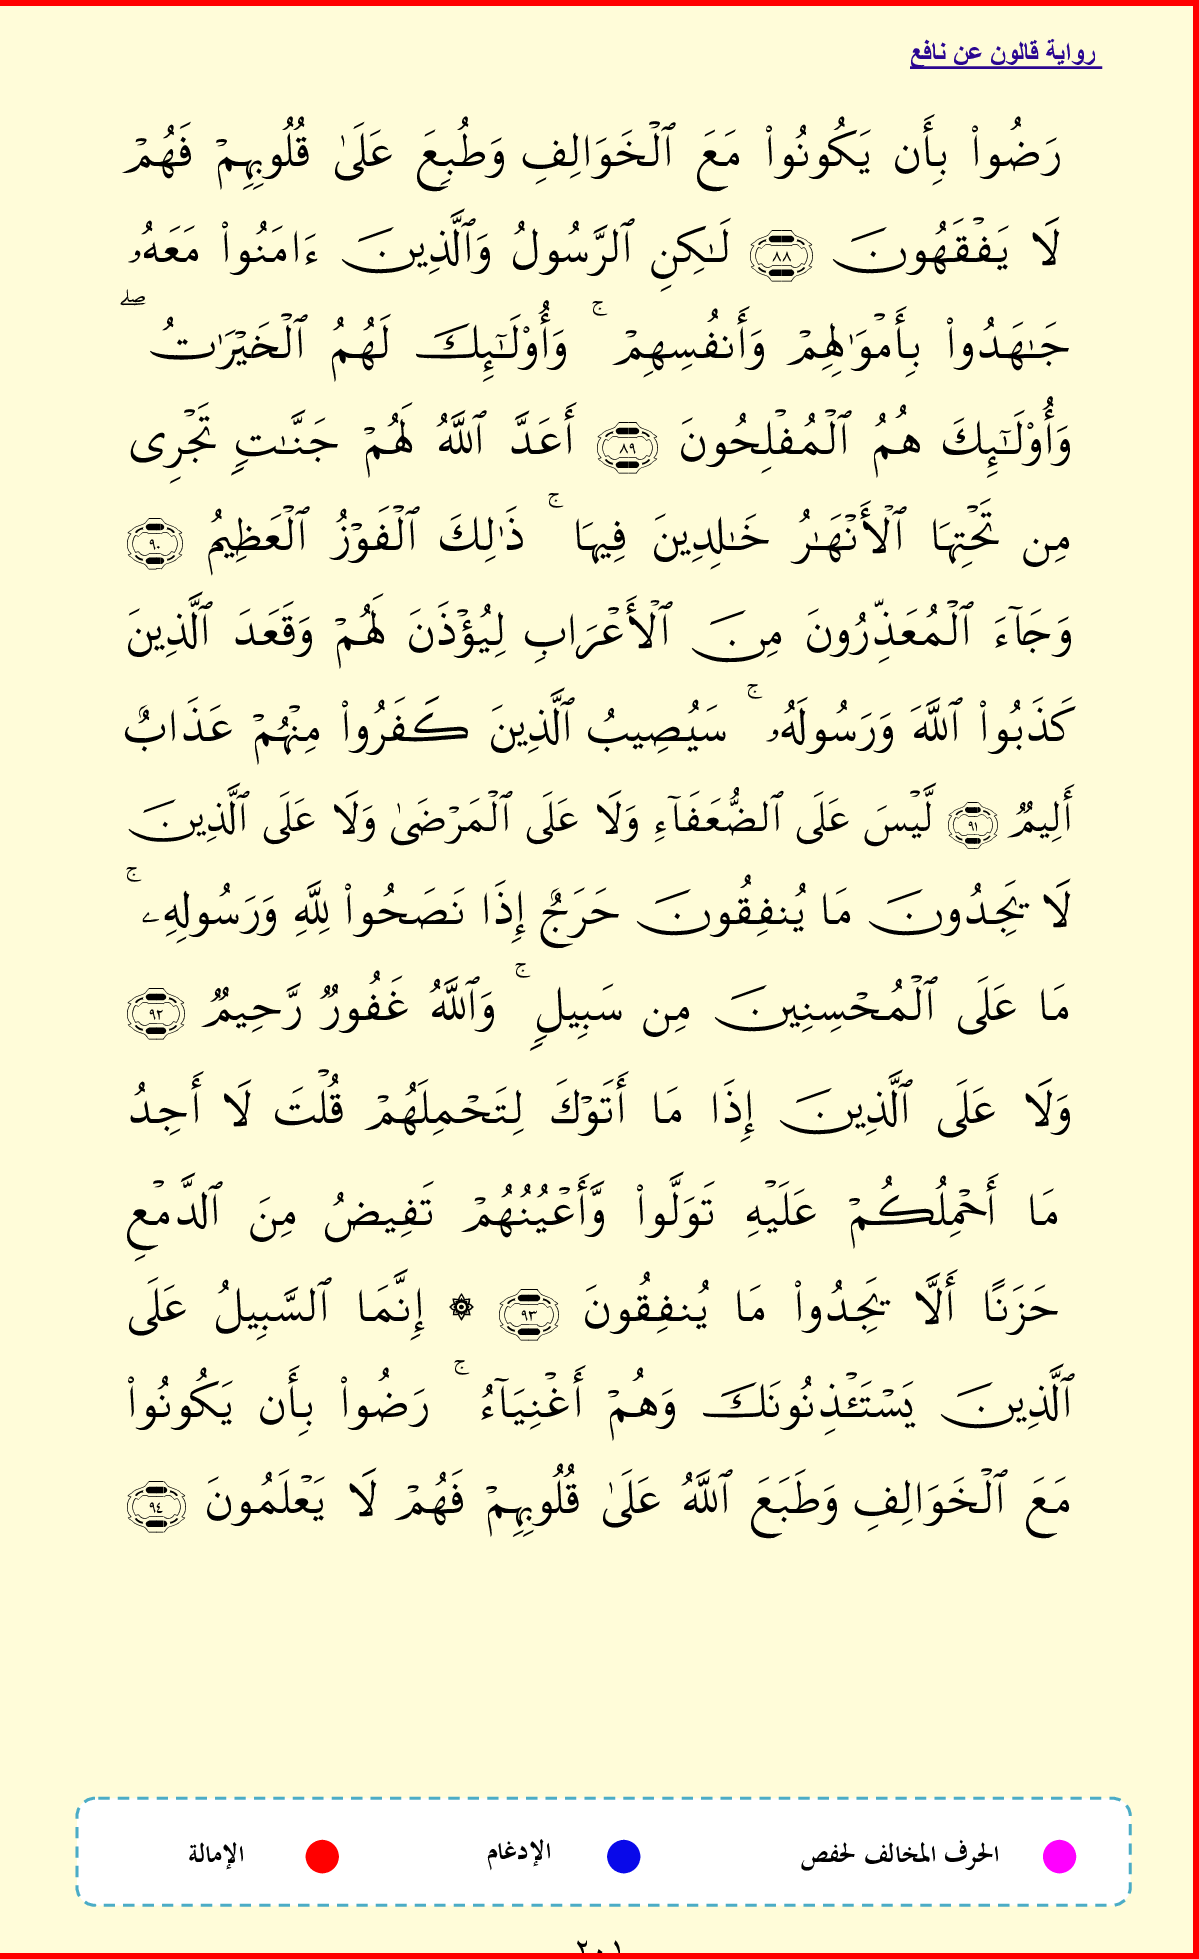 رواية قالون عن نافع
رَضُواْ بِأَن يَكُونُواْ مَعَ ٱلْخَوَالِفِ وَطُبِعَ عَلَىٰ قُلُوبِهِمْ فَهُمْ
لَا يَفْقَهُونَ ٨٨ لَٰكِنِ ٱلرَّسُولُ وَٱلَّذِينَ ءَامَنُواْ مَعَهُۥ
جَٰهَدُواْ بِأَمْوَٰلِهِمْ وَأَنفُسِهِمْ ۚ وَأُوْلَٰٓئِكَ لَهُمُ ٱلْخَيْرَٰتُ ۖ
وَأُوْلَٰٓئِكَ هُمُ ٱلْمُفْلِحُونَ ٨٩ أَعَدَّ ٱللَّهُ لَهُمْ جَنَّٰتٍ تَجْرِى
مِن تَحْتِهَا ٱلْأَنْهَٰرُ خَٰلِدِينَ فِيهَا ۚ ذَٰلِكَ ٱلْفَوْزُ ٱلْعَظِيمُ ٩٠
وَجَآءَ ٱلْمُعَذِّرُونَ مِنَ ٱلْأَعْرَابِ لِيُؤْذَنَ لَهُمْ وَقَعَدَ ٱلَّذِينَ
كَذَبُواْ ٱللَّهَ وَرَسُولَهُۥ ۚ سَيُصِيبُ ٱلَّذِينَ كَفَرُواْ مِنْهُمْ عَذَابٌ
أَلِيمٌ ٩١ لَّيْسَ عَلَى ٱلضُّعَفَآءِ وَلَا عَلَى ٱلْمَرْضَىٰ وَلَا عَلَى ٱلَّذِينَ
لَا يَجِدُونَ مَا يُنفِقُونَ حَرَجٌ إِذَا نَصَحُواْ لِلَّهِ وَرَسُولِهِۦ ۚ
مَا عَلَى ٱلْمُحْسِنِينَ مِن سَبِيلٍ ۚ وَٱللَّهُ غَفُورٌ رَّحِيمٌ ٩٢
وَلَا عَلَى ٱلَّذِينَ إِذَا مَا أَتَوْكَ لِتَحْمِلَهُمْ قُلْتَ لَا أَجِدُ
مَا أَحْمِلُكُمْ عَلَيْهِ تَوَلَّواْ وَّأَعْيُنُهُمْ تَفِيضُ مِنَ ٱلدَّمْعِ
حَزَنًا أَلَّا يَجِدُواْ مَا يُنفِقُونَ ٩٣ ۞ إِنَّمَا ٱلسَّبِيلُ عَلَى
ٱلَّذِينَ يَسْتَـْٔذِنُونَكَ وَهُمْ أَغْنِيَآءُ ۚ رَضُواْ بِأَن يَكُونُواْ
مَعَ ٱلْخَوَالِفِ وَطَبَعَ ٱللَّهُ عَلَىٰ قُلُوبِهِمْ فَهُمْ لَا يَعْلَمُونَ ٩٤
الحرف المخالف لحفص الإدغام الإمالة
٢٠١